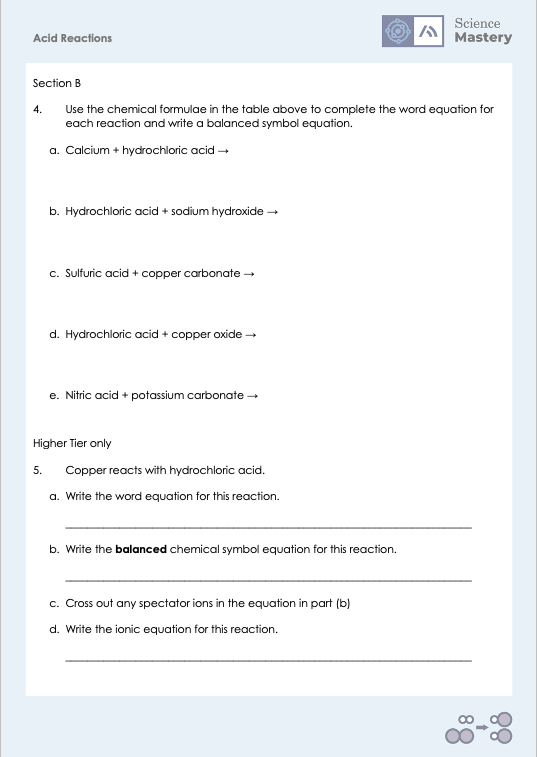 Acid Reactions
Science
Mastery
Section B
4. Use the chemical formulae in the table above to complete the word equation for
each reaction and write a balanced symbol equation.
a. Calcium + hydrochloric acid →
b. Hydrochloric acid + sodium hydroxide →
c. Sulfuric acid + copper carbonate →
d. Hydrochloric acid + copper oxide →
e. Nitric acid + potassium carbonate →
Higher Tier only
5. Copper reacts with hydrochloric acid.
a. Write the word equation for this reaction.
b. Write the balanced chemical symbol equation for this reaction.
c. Cross out any spectator ions in the equation in part (b)
d. Write the ionic equation for this reaction.